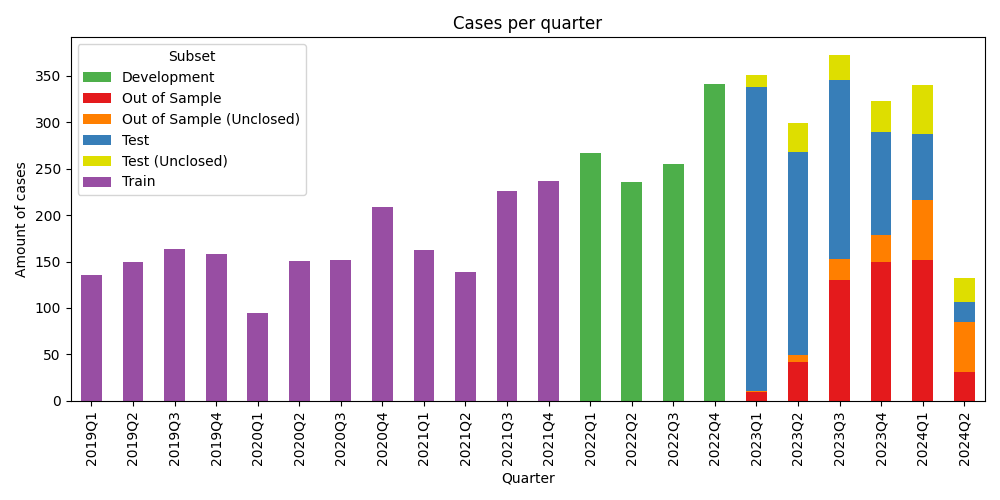 Cases per quarter
Subset
Development
Out of Sample
Out of Sample (Unclosed)
Test
Test (Unclosed)
Train
Amount of cases
350
300
250
200
150
100
50
0
2019Q1
2019Q2
2019Q3
2019Q4
2020Q1
2020Q2
2020Q3
2020Q4
2021Q1
2021Q2
2021Q3
2021Q4
2022Q1
2022Q2
2022Q3
2022Q4
2023Q1
2023Q2
2023Q3
2023Q4
2024Q1
2024Q2
Quarter